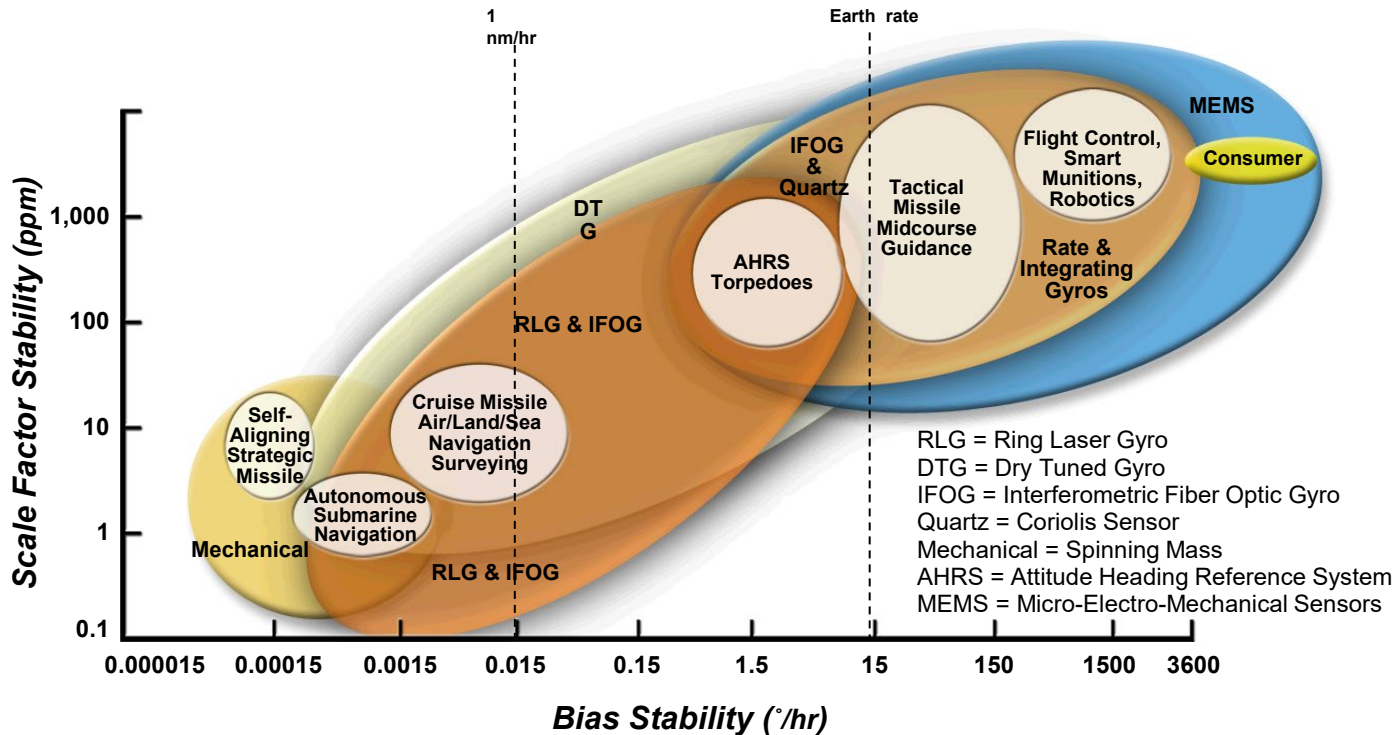 1
nm/hr
Earth rate
MEMS
Consumer
Flight Control,
Smart
Munitions,
Robotics
IFOG
&
Quartz
Tactical
Missile
Midcourse
Guidance
DT
G
Rate &
Integrating
Gyros
AHRS
Torpedoes
RLG & IFOG
Cruise Missile
Air/Land/Sea
Navigation
Surveying
Self-
Aligning
Strategic
Missile
Autonomous
Submarine
Navigation
Mechanical
RLG & IFOG
RLG = Ring Laser Gyro
DTG = Dry Tuned Gyro
IFOG = Interferometric Fiber Optic Gyro
Quartz = Coriolis Sensor
Mechanical = Spinning Mass
AHRS = Attitude Heading Reference System
MEMS = Micro-Electro-Mechanical Sensors
Scale Factor Stability (ppm)
1,000
100
10
1
0.1
0.000015
0.00015
0.0015
0.015
0.15
1.5
15
150
1500
3600
Bias Stability (˚/hr)